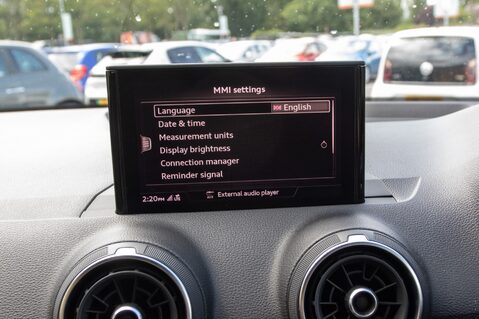 MMI settings
Language English
Date & time
Measurement units
Display brightness
Connection manager
Reminder signal
2:20PM External audio player